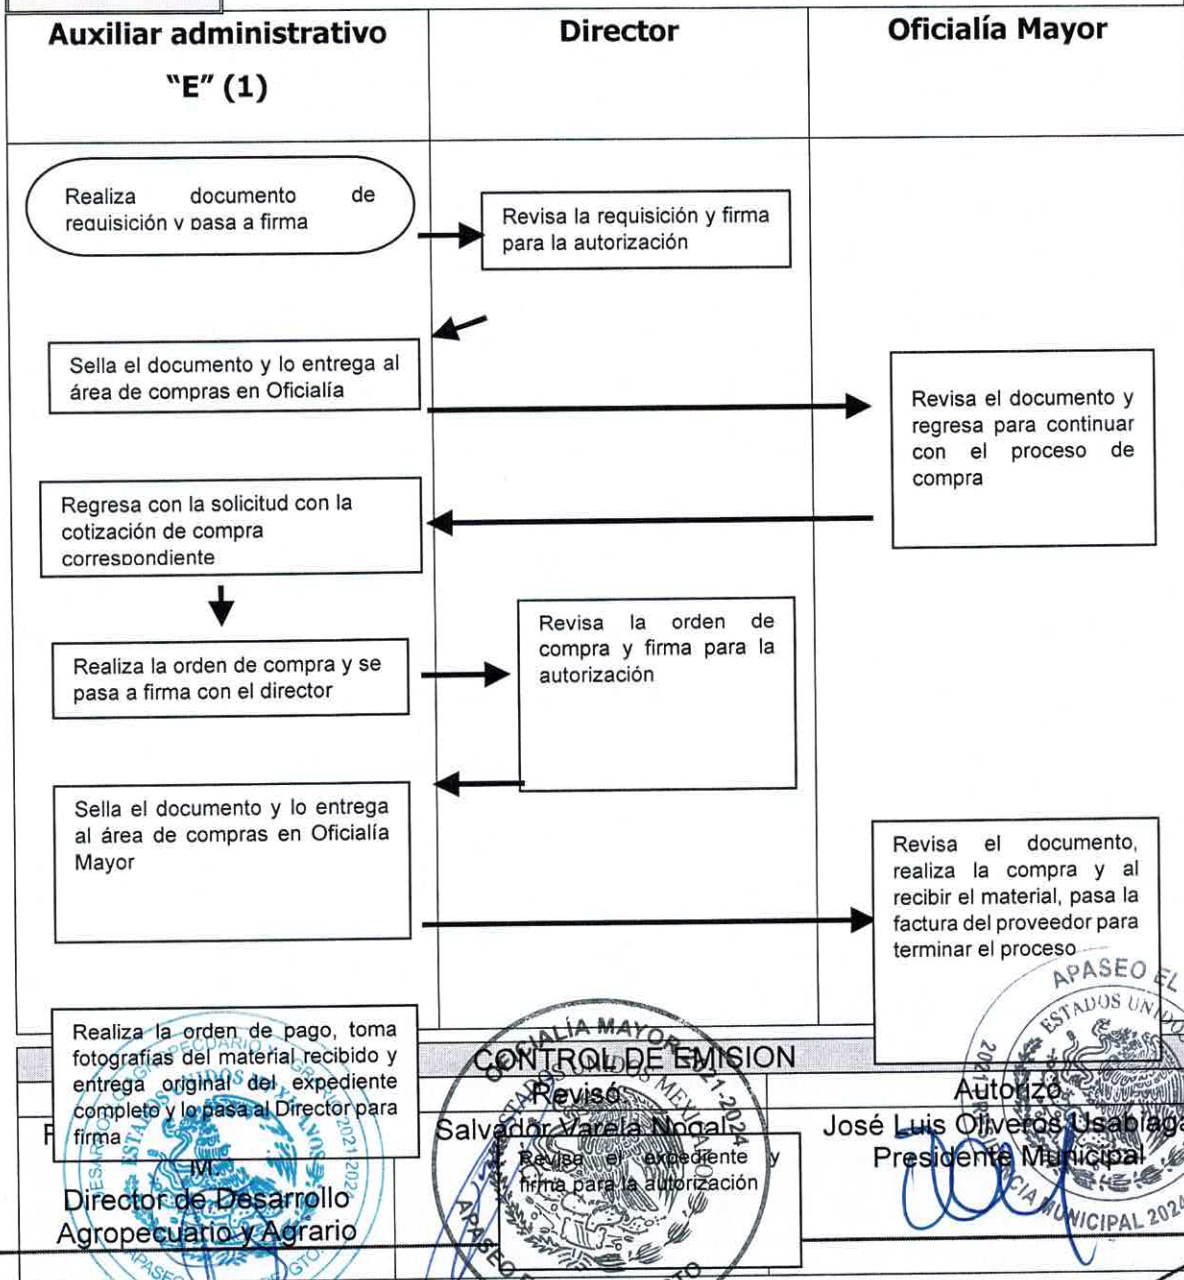 Auxiliar administrativo
"E" (1)
Director
Oficialía Mayor
Realiza documento de
requisición y pasa a firma
Revisa la requisición y firma
para la autorización
Sella el documento y lo entrega al
área de compras en Oficialía
Revisa el documento y
regresa para continuar
con el proceso de
compra
Regresa con la solicitud con la
cotización de compra
correspondiente
Realiza la orden de compra y se
pasa a firma con el director
Revisa la orden de
compra y firma para la
autorización
Sella el documento y lo entrega
al área de compras en Oficialía
Mayor
Revisa el documento,
realiza la compra y al
recibir el material, pasa la
factura del proveedor para
terminar el proceso
Realiza la orden de pago, toma
fotografías del material recibido y
entrega original del expediente
completo y lo pasa al Director para
firma
CONTROL DE EMISION
Revisó
Autorizó
Salvador Varela Nogal
José Luis Oliveros Usabiaga
Presidente Municipal
Revisa el expediente y
firma para la autorización
M.
Director de Desarrollo
Agropecuario y Agrario
OFICIALÍA MAYOR 2021-2024
ESTADOS UNIDOS MEXICANOS
APASEO EL
ESTADOS UNIDO
MUNICIPAL 2024
ESTADOS UNIDOS MEXICANOS